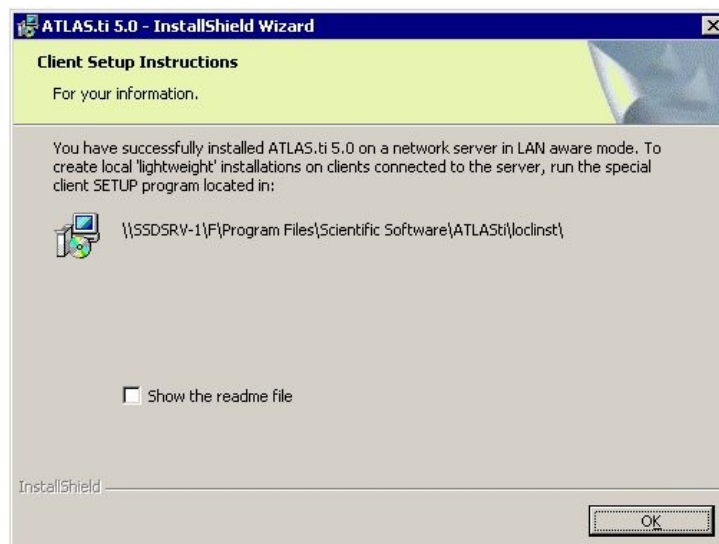 ATLAS.ti 5.0 - InstallShield Wizard
Client Setup Instructions
For your information.
You have successfully installed ATLAS.ti 5.0 on a network server in LAN aware mode. To
create local 'lightweight' installations on clients connected to the server, run the special
client SETUP program located in:
\\SSDSRV-1\F\Program Files\Scientific Software\ATLASti\loclinst\
Show the readme file
InstallShield
OK